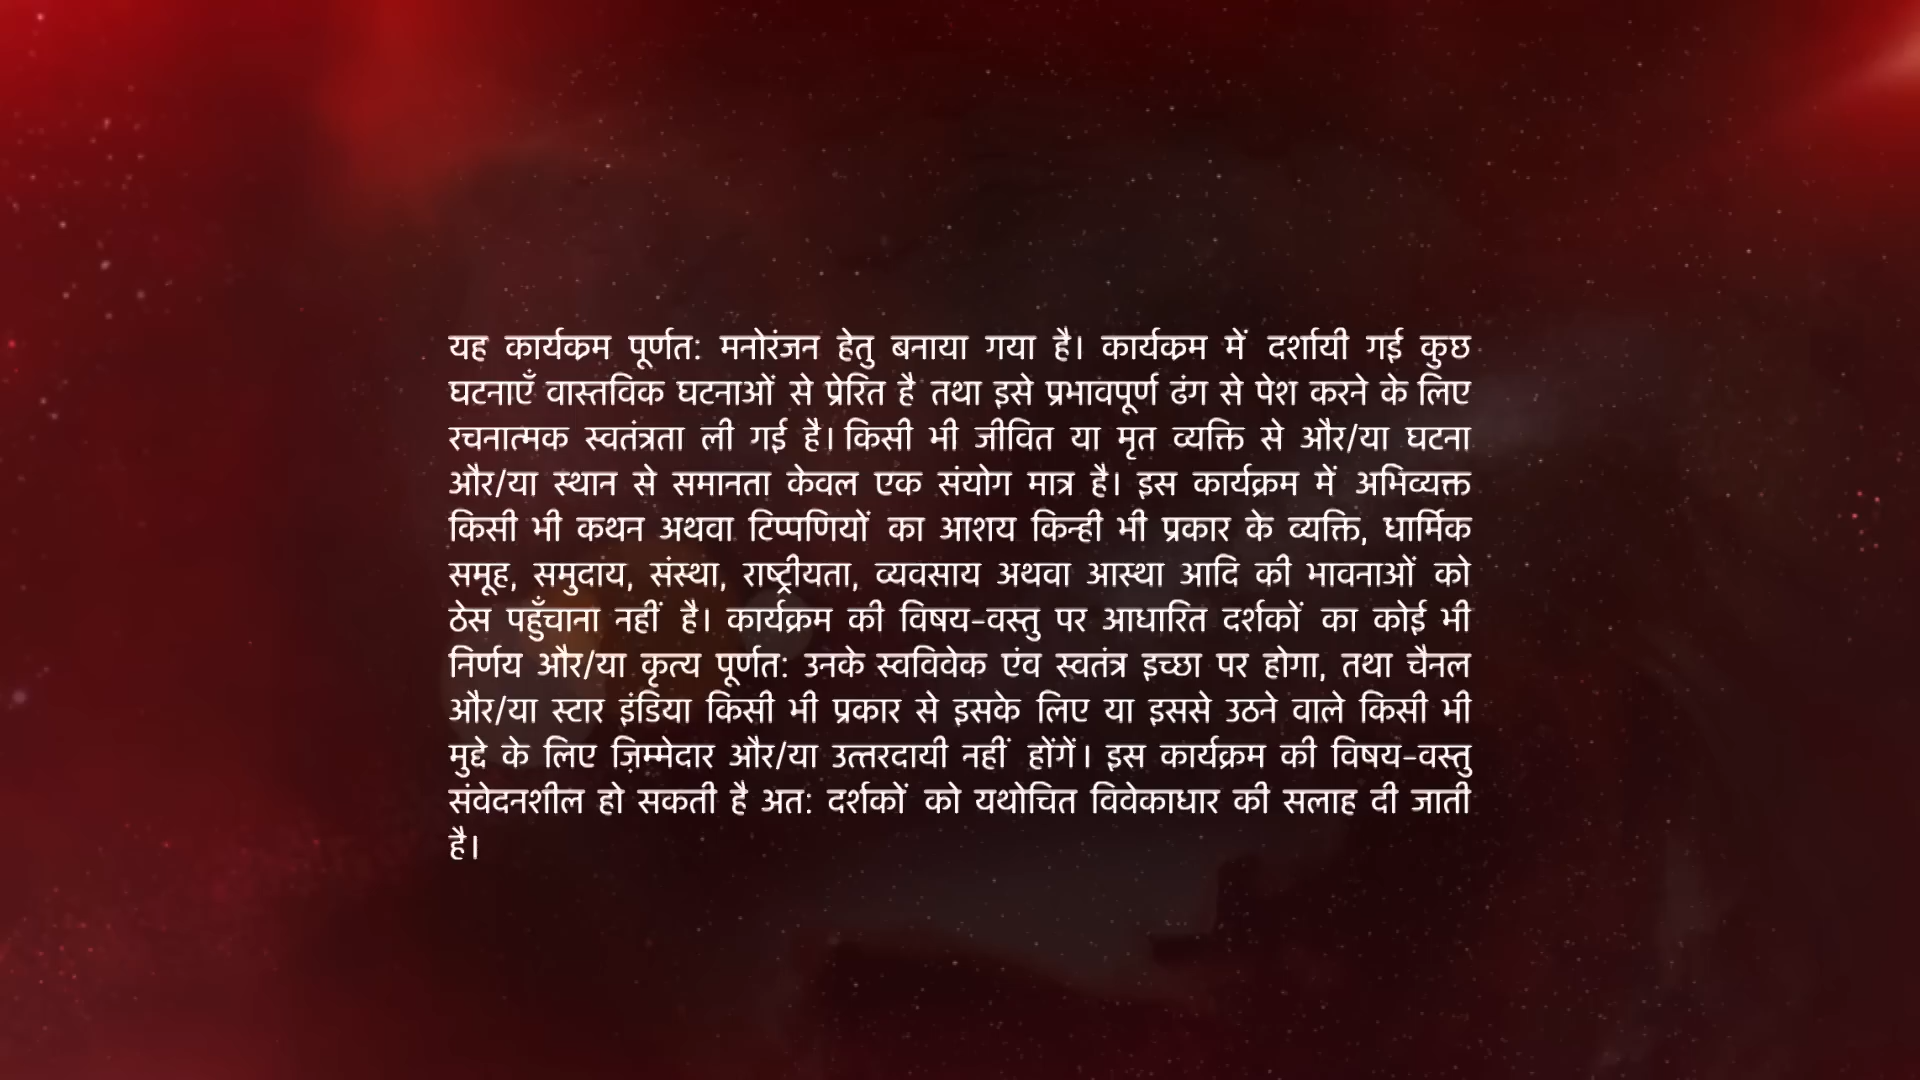 यह कार्यक्रम पूर्णत: मनोरंजन हेतु बनाया गया है। कार्यक्रम में दर्शायी गई कुछ
घटनाएँ वास्तविक घटनाओं से प्रेरित है तथा इसे प्रभावपूर्ण ढंग से पेश करने के लिए
रचनात्मक स्वतंत्रता ली गई है। किसी भी जीवित या मृत व्यक्ति से और/या घटना
और/या स्थान से समानता केवल एक संयोग मात्र है। इस कार्यक्रम में अभिव्यक्त
किसी भी कथन अथवा टिप्पणियों का आशय किन्ही भी प्रकार के व्यक्ति, धार्मिक
समूह, समुदाय, संस्था, राष्ट्रीयता, व्यवसाय अथवा आस्था आदि की भावनाओं को
ठेस पहुँचाना नहीं है। कार्यक्रम की विषय-वस्तु पर आधारित दर्शकों का कोई भी
निर्णय और/या कृत्य पूर्णत: उनके स्वविवेक एंव स्वतंत्र इच्छा पर होगा, तथा चैनल
और/या स्टार इंडिया किसी भी प्रकार से इसके लिए या इससे उठने वाले किसी भी
मुद्दे के लिए ज़िम्मेदार और/या उत्तरदायी नहीं होंगें। इस कार्यक्रम की विषय-वस्तु
संवेदनशील हो सकती है अत: दर्शकों को यथोचित विवेकाधार की सलाह दी जाती
है।